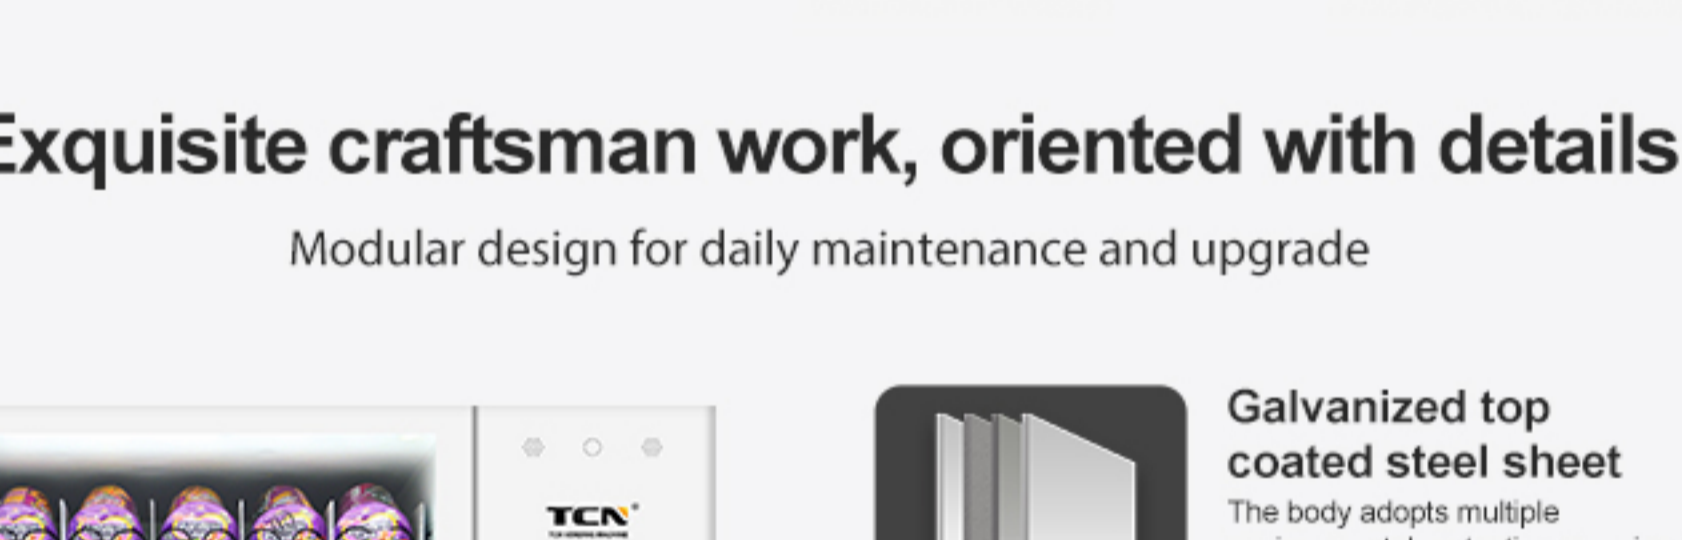 Exquisite craftsman work, oriented with details
Modular design for daily maintenance and upgrade
Galvanized top
coated steel sheet
TCN
The body adopts multiple